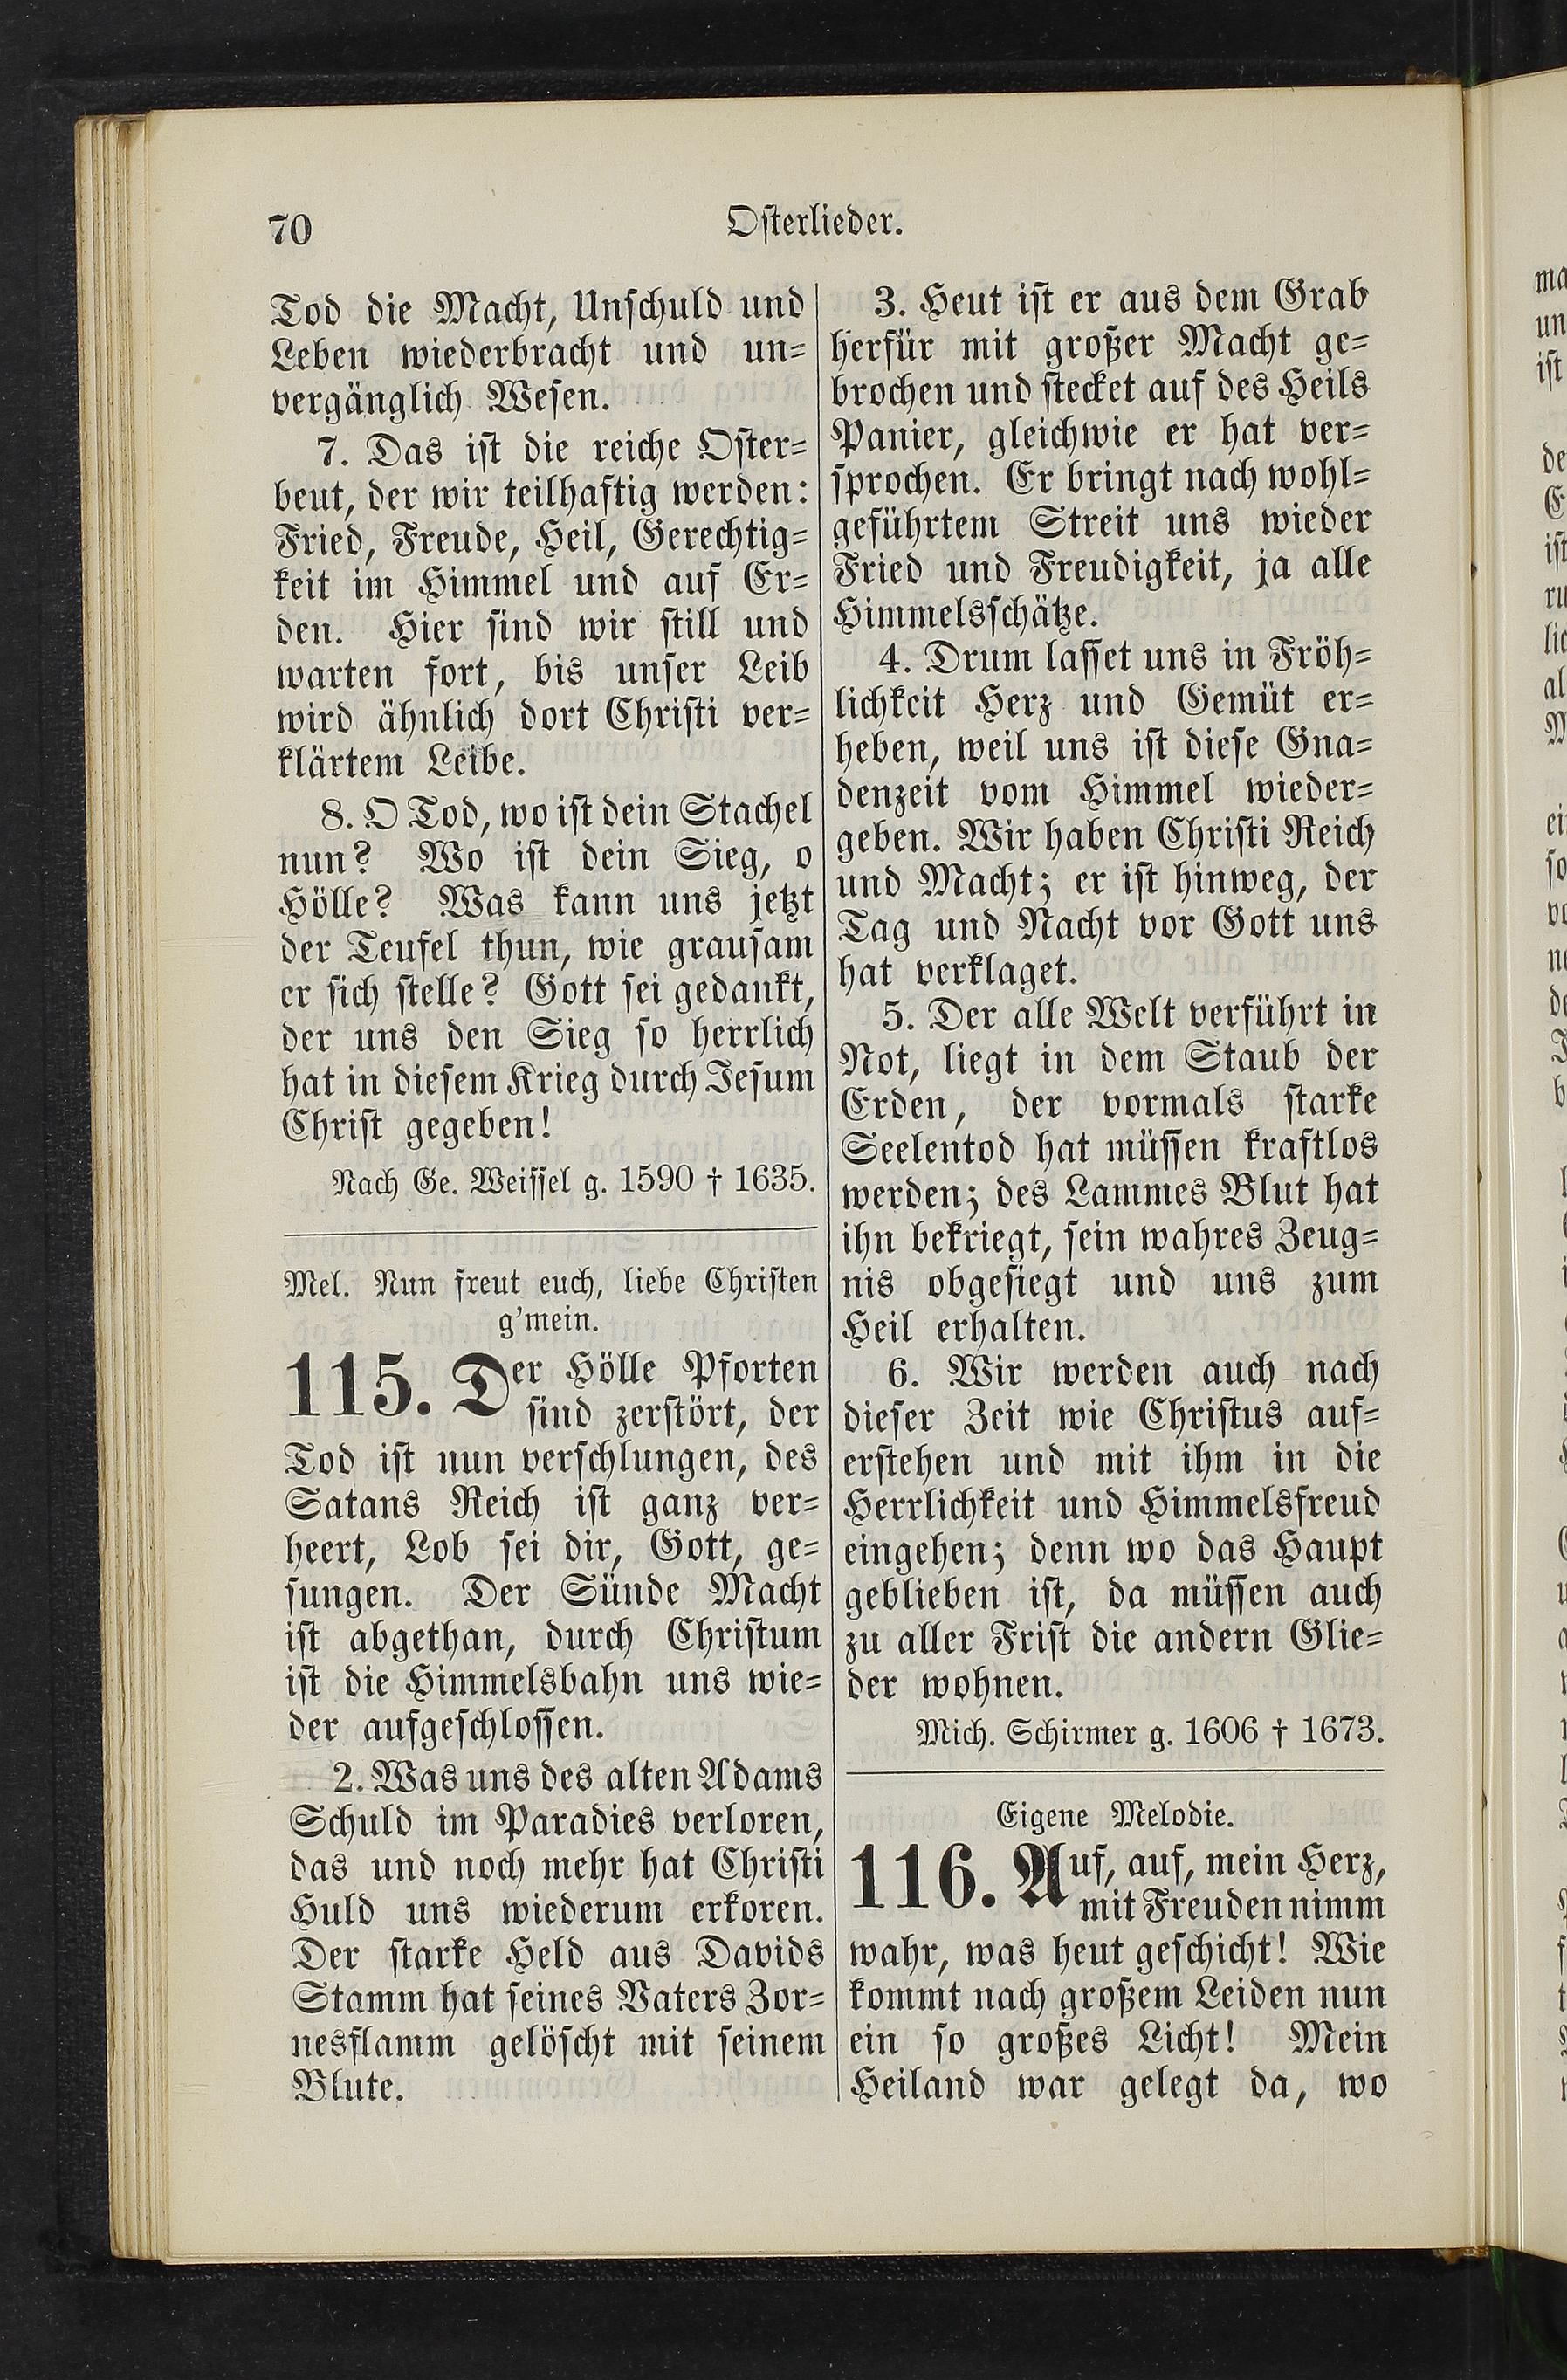 70
Osterlieder.
Tod die Macht, Unschuld und
Leben wiederbracht und un-
vergänglich Wesen.
7. Das ist die reiche Oster-
beut, der wir teilhaftig werden:
Fried, Freude, Heil, Gerechtig-
keit im Himmel und auf Er-
den. Hier sind wir still und
warten fort, bis unser Leib
wird ähnlich dort Christi ver-
klärtem Leibe.
8. O Tod, wo ist dein Stachel
nun? Wo ist dein Sieg, o
Hölle? Was kann uns jetzt
der Teufel thun, wie grausam
er sich stelle? Gott sei gedankt,
der uns den Sieg so herrlich
hat in diesem Krieg durch Jesum
Christ gegeben!
Nach Ge. Weissel g. 1590 † 1635.
Mel. Nun freut euch, liebe Christen
g'mein.
115. Der Hölle Pforten
sind zerstört, der
Tod ist nun verschlungen, des
Satans Reich ist ganz ver-
heert, Lob sei dir, Gott, ge-
sungen. Der Sünde Macht
ist abgethan, durch Christum
ist die Himmelsbahn uns wie-
der aufgeschlossen.
2. Was uns des alten Adams
Schuld im Paradies verloren,
das und noch mehr hat Christi
Huld uns wiederum erkoren.
Der starke Held aus Davids
Stamm hat seines Vaters Zor-
nesflamm gelöscht mit seinem
Blute.
3. Heut ist er aus dem Grab
herfür mit großer Macht ge-
brochen und stecket auf des Heils
Panier, gleichwie er hat ver-
sprochen. Er bringt nach wohl-
geführtem Streit uns wieder
Fried und Freudigkeit, ja alle
Himmelsschätze.
4. Drum lasset uns in Fröh-
lichkeit Herz und Gemüt er-
heben, weil uns ist diese Gna-
denzeit vom Himmel wieder-
geben. Wir haben Christi Reich
und Macht; er ist hinweg, der
Tag und Nacht vor Gott uns
hat verklaget.
5. Der alle Welt verführt in
Not, liegt in dem Staub der
Erden, der vormals starke
Seelentod hat müssen kraftlos
werden; des Lammes Blut hat
ihn bekriegt, sein wahres Zeug-
nis obgesiegt und uns zum
Heil erhalten.
6. Wir werden auch nach
dieser Zeit wie Christus auf-
erstehen und mit ihm in die
Herrlichkeit und Himmelsfreud
eingehen; denn wo das Haupt
geblieben ist, da müssen auch
zu aller Frist die andern Glie-
der wohnen.
Mich. Schirmer g. 1606 † 1673.
Eigene Melodie.
116. Auf, auf, mein Herz,
mit Freuden nimm
wahr, was heut geschicht! Wie
kommt nach großem Leiden nun
ein so großes Licht! Mein
Heiland war gelegt da, wo